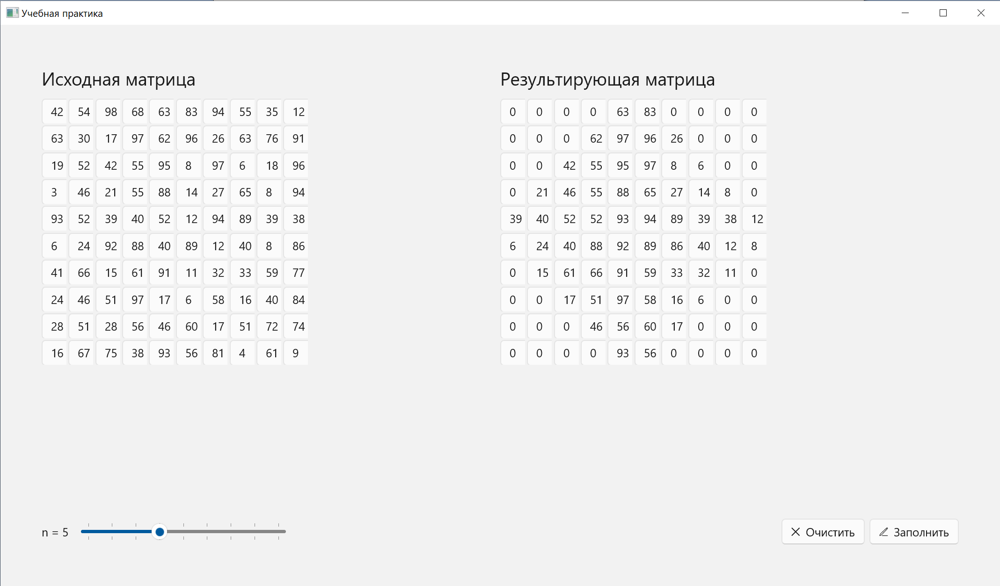 Учебная практика
Исходная матрица
42 54 98 68 63 83 94 55 35 12
63 30 17 97 62 96 26 63 76 91
19 52 42 55 95 8 97 6 18 96
3 46 21 55 88 14 27 65 8 94
93 52 39 40 52 12 94 89 39 38
6 24 92 88 40 89 12 40 8 86
41 66 15 61 91 11 32 33 59 77
24 46 51 97 17 6 58 16 40 84
28 51 28 56 46 60 17 51 72 74
16 67 75 38 93 56 81 4 61 9
Результирующая матрица
0 0 0 0 63 83 0 0 0 0
0 0 0 62 97 96 26 0 0 0
0 0 42 55 95 97 8 6 0 0
0 21 46 55 88 65 27 14 8 0
39 40 52 52 93 94 89 39 38 12
6 24 40 88 92 89 86 40 12 8
0 15 61 66 91 59 33 32 11 0
0 0 17 51 97 58 16 6 0 0
0 0 0 46 56 60 17 0 0 0
0 0 0 0 93 56 0 0 0 0
n = 5
Очистить
Заполнить